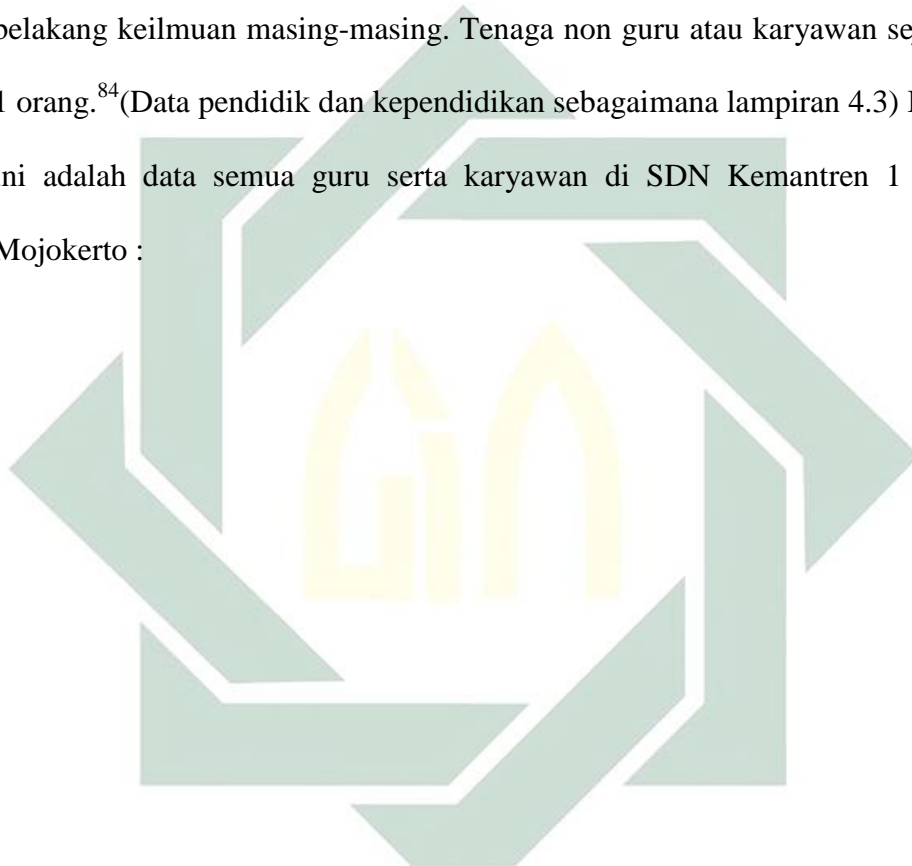 belakang keilmuan masing-masing. Tenaga non guru atau karyawan
1 orang.84(Data pendidik dan kependidikan sebagaimana lampiran 4.3)
ini adalah data semua guru serta karyawan di SDN Kemantren 1
Mojokerto :